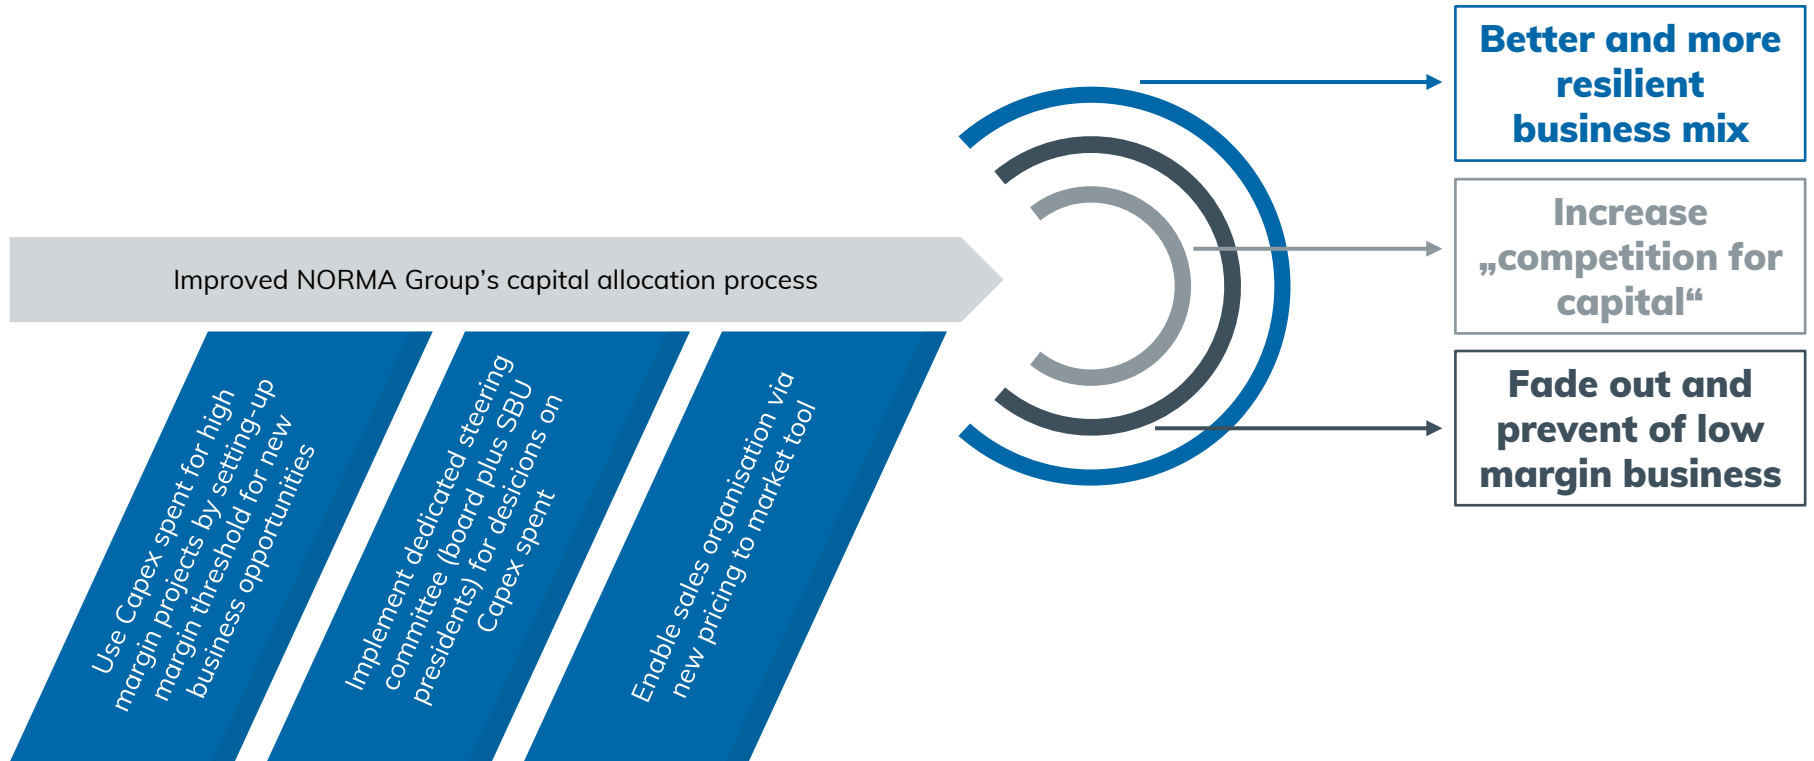 Better and more
resilient
business mix
Increase
„competition for
capital“
Fade out and
prevent of low
margin business
Improved NORMA Group’s capital allocation process
Use Capex spent for high
margin projects by setting-up
margin threshold for new
business opportunities
Implement dedicated steering
committee (board plus SBU
presidents) for desicions on
Capex spent
Enable sales organisation via
new pricing to market tool